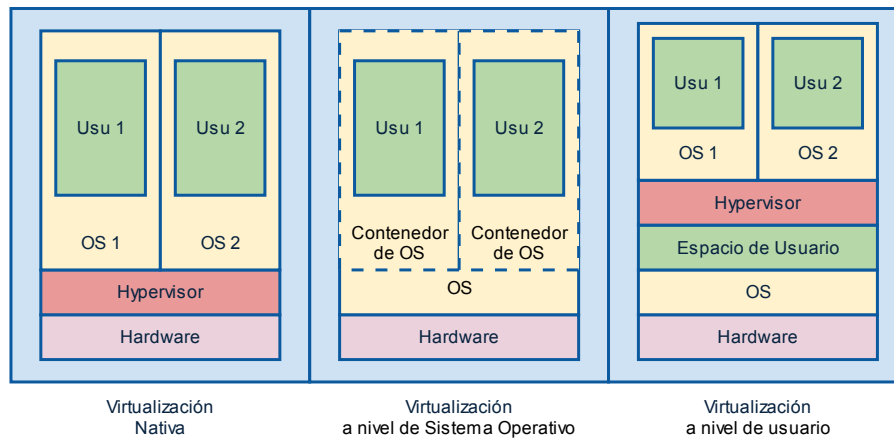 Usu 1
Usu 2
OS 1
OS 2
Hypervisor
Hardware
Virtualización
Nativa
Usu 1
Usu 2
Contenedor
de OS
Contenedor
de OS
OS
Hardware
Virtualización
a nivel de Sistema Operativo
Usu 1
Usu 2
OS 1
OS 2
Hypervisor
Espacio de Usuario
OS
Hardware
Virtualización
a nivel de usuario